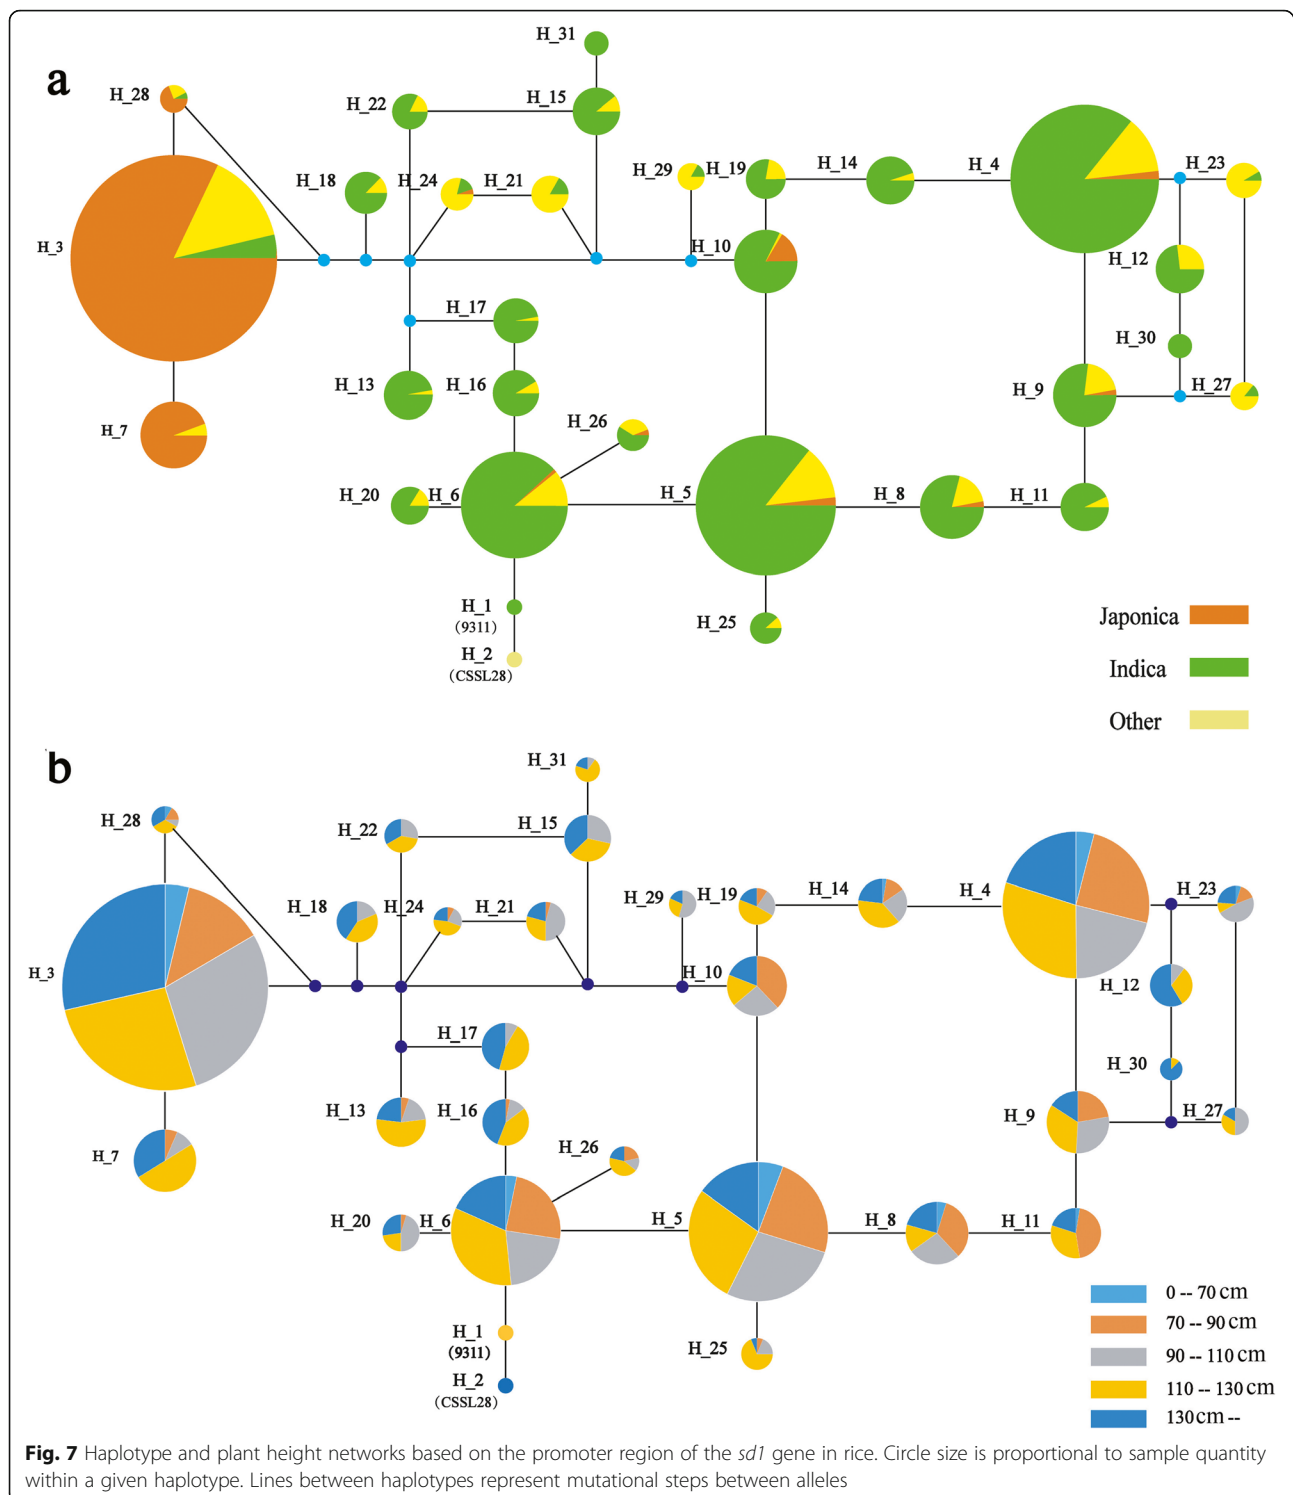 a
H_31
H_28
H_22
H_15
H_18
H_24
H_21
H_29
H_19
H_14
H_4
H_23
H_3
H_10
H_12
H_17
H_30
H_13
H_16
H_9
H_27
H_7
H_26
H_20
H_6
H_5
H_8
H_11
H_1
(9311)
H_25
H_2
(CSSL28)
Japonica
Indica
Other
b
H_31
H_28
H_22
H_15
H_18
H_24
H_21
H_29
H_19
H_14
H_4
H_23
H_3
H_10
H_12
H_17
H_30
H_13
H_16
H_9
H_27
H_7
H_26
H_20
H_6
H_5
H_8
H_11
H_1
(9311)
H_25
H_2
(CSSL28)
0 -- 70 cm
70 -- 90 cm
90 -- 110 cm
110 -- 130 cm
130 cm --
Fig. 7 Haplotype and plant height networks based on the promoter region of the sd1 gene in rice. Circle size is proportional to sample quantity
within a given haplotype. Lines between haplotypes represent mutational steps between alleles